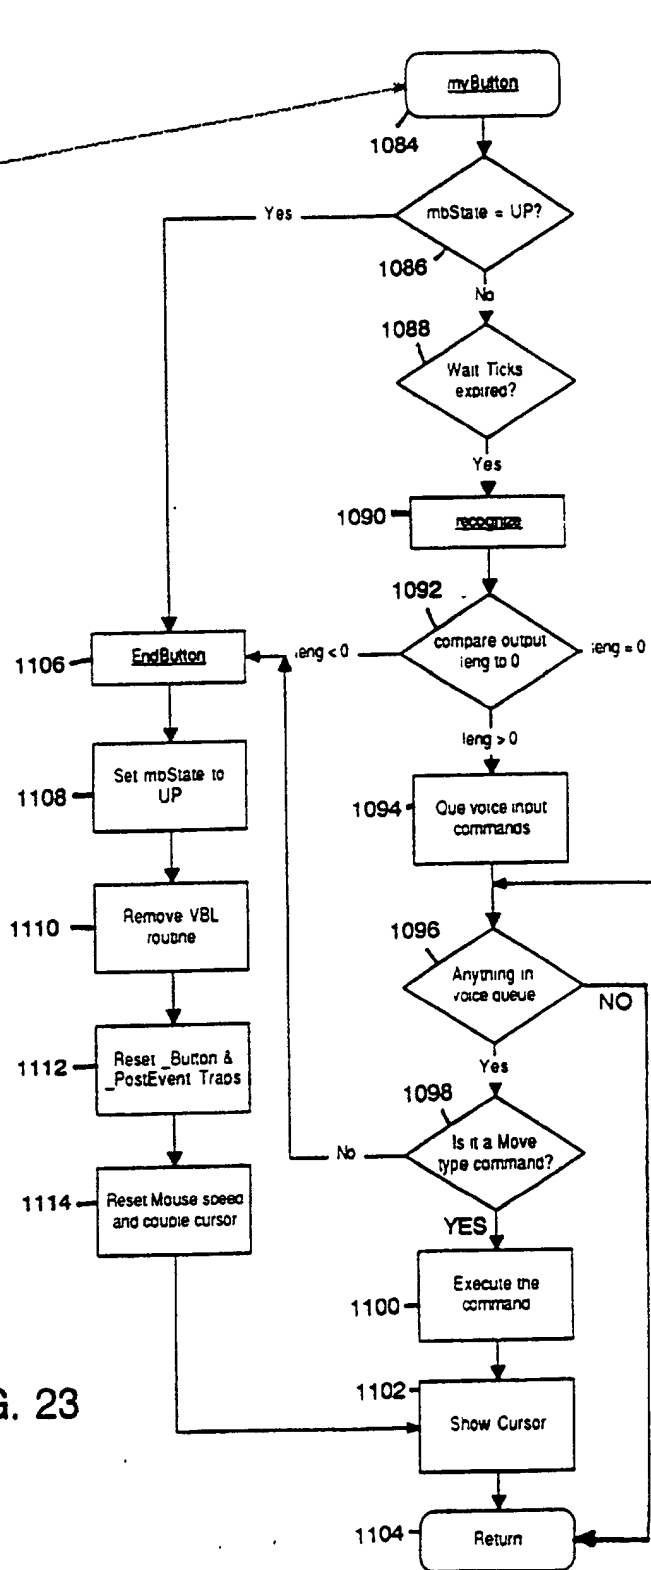 myButton
1084
mbState = UP?
Yes
1086
No
1088
Wait Ticks
expired?
Yes
1090
recognize
1092
compare output
leng to 0
leng < 0
leng = 0
leng > 0
1106
EndButton
1108
Set mbState to
UP
1094
Que voice input
commands
1110
Remove VBL
routine
1096
Anything in
voice queue
NO
Yes
1112
Reset _Button &
_PostEvent Traps
1098
Is it a Move
type command?
No
YES
1114
Reset Mouse speed
and couple cursor
1100
Execute the
command
1102
Show Cursor
G. 23
1104
Return